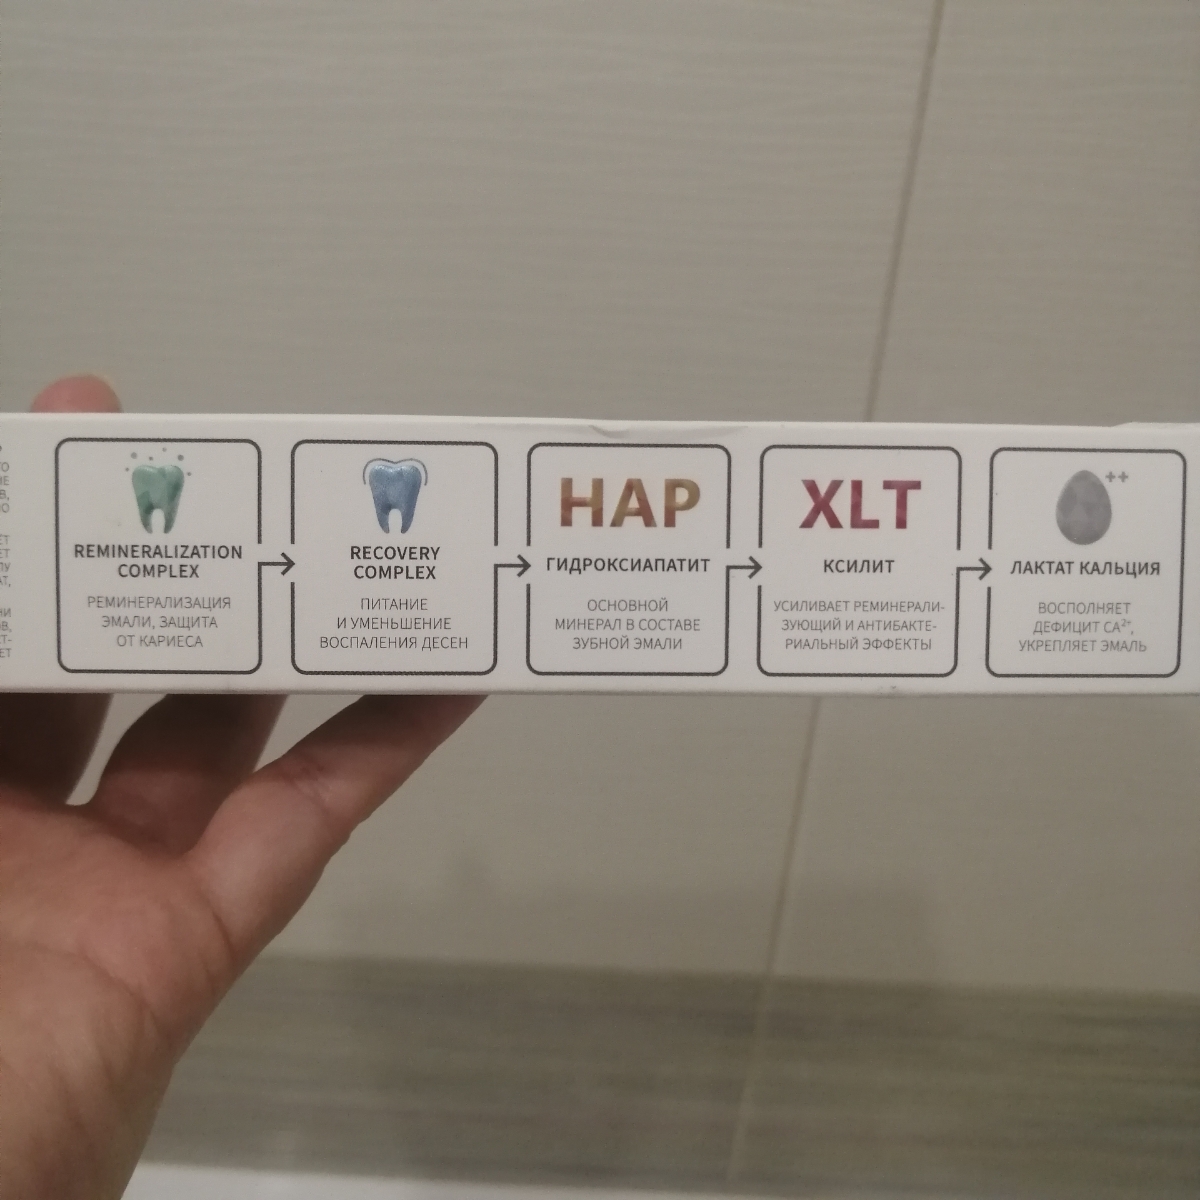 REMINERALIZATION
COMPLEX
РЕМИНЕРАЛИЗАЦИЯ
ЭМАЛИ, ЗАЩИТА
ОТ КАРИЕСА
RECOVERY
COMPLEX
ПИТАНИЕ
И УМЕНЬШЕНИЕ
ВОСПАЛЕНИЯ ДЕСЕН
HAP
ГИДРОКСИАПАТИТ
ОСНОВНОЙ
МИНЕРАЛ В СОСТАВЕ
ЗУБНОЙ ЭМАЛИ
XLT
КСИЛИТ
УСИЛИВАЕТ РЕМИНЕРАЛИ-
ЗУЮЩИЙ И АНТИБАКТЕ-
РИАЛЬНЫЙ ЭФФЕКТЫ
++
ЛАКТАТ КАЛЬЦИЯ
ВОСПОЛНЯЕТ
ДЕФИЦИТ CA²⁺,
УКРЕПЛЯЕТ ЭМАЛЬ